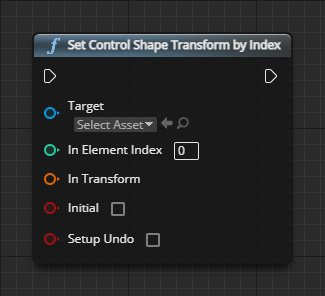 Set Control Shape Transform by Index
Target
Select Asset
In Element Index 0
In Transform
Initial
Setup Undo